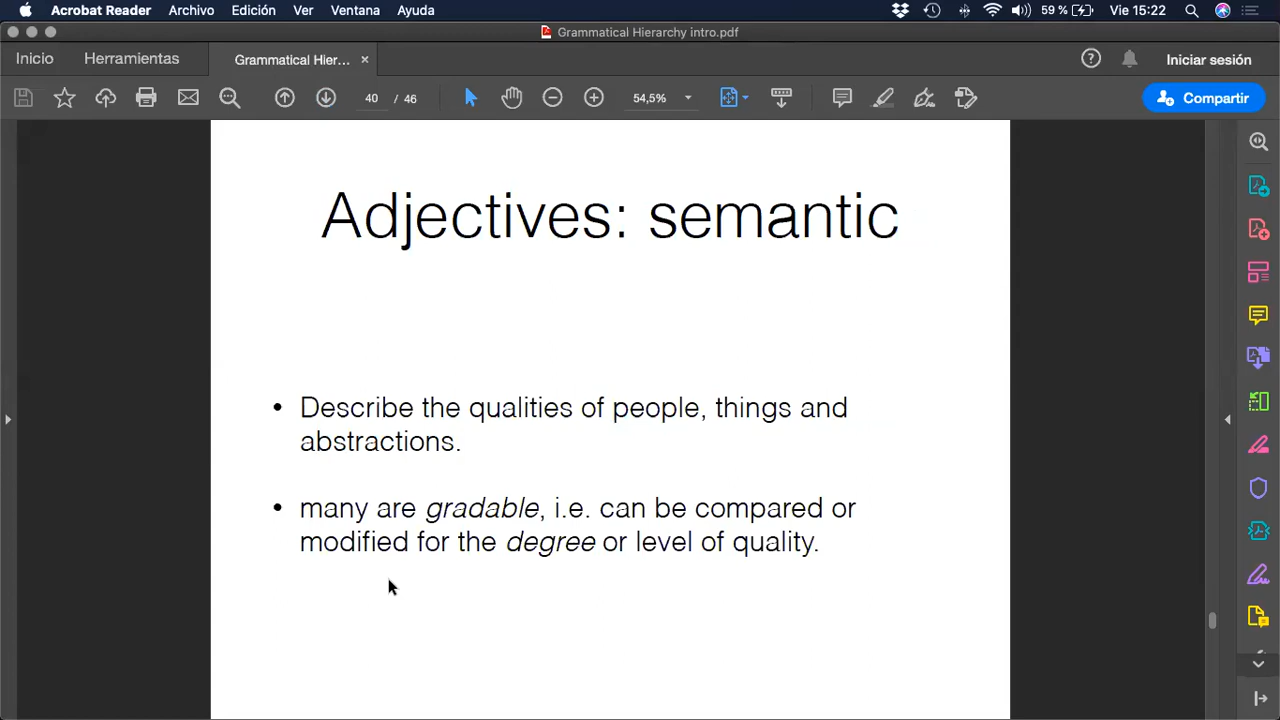 Acrobat Reader Archivo Edición Ver Ventana Ayuda 59 % Vie 15:22
Grammatical Hierarchy intro.pdf
Inicio Herramientas Grammatical Hier... × Iniciar sesión
40 / 46 54,5% Compartir
Adjectives: semantic
• Describe the qualities of people, things and
abstractions.
• many are gradable, i.e. can be compared or
modified for the degree or level of quality.